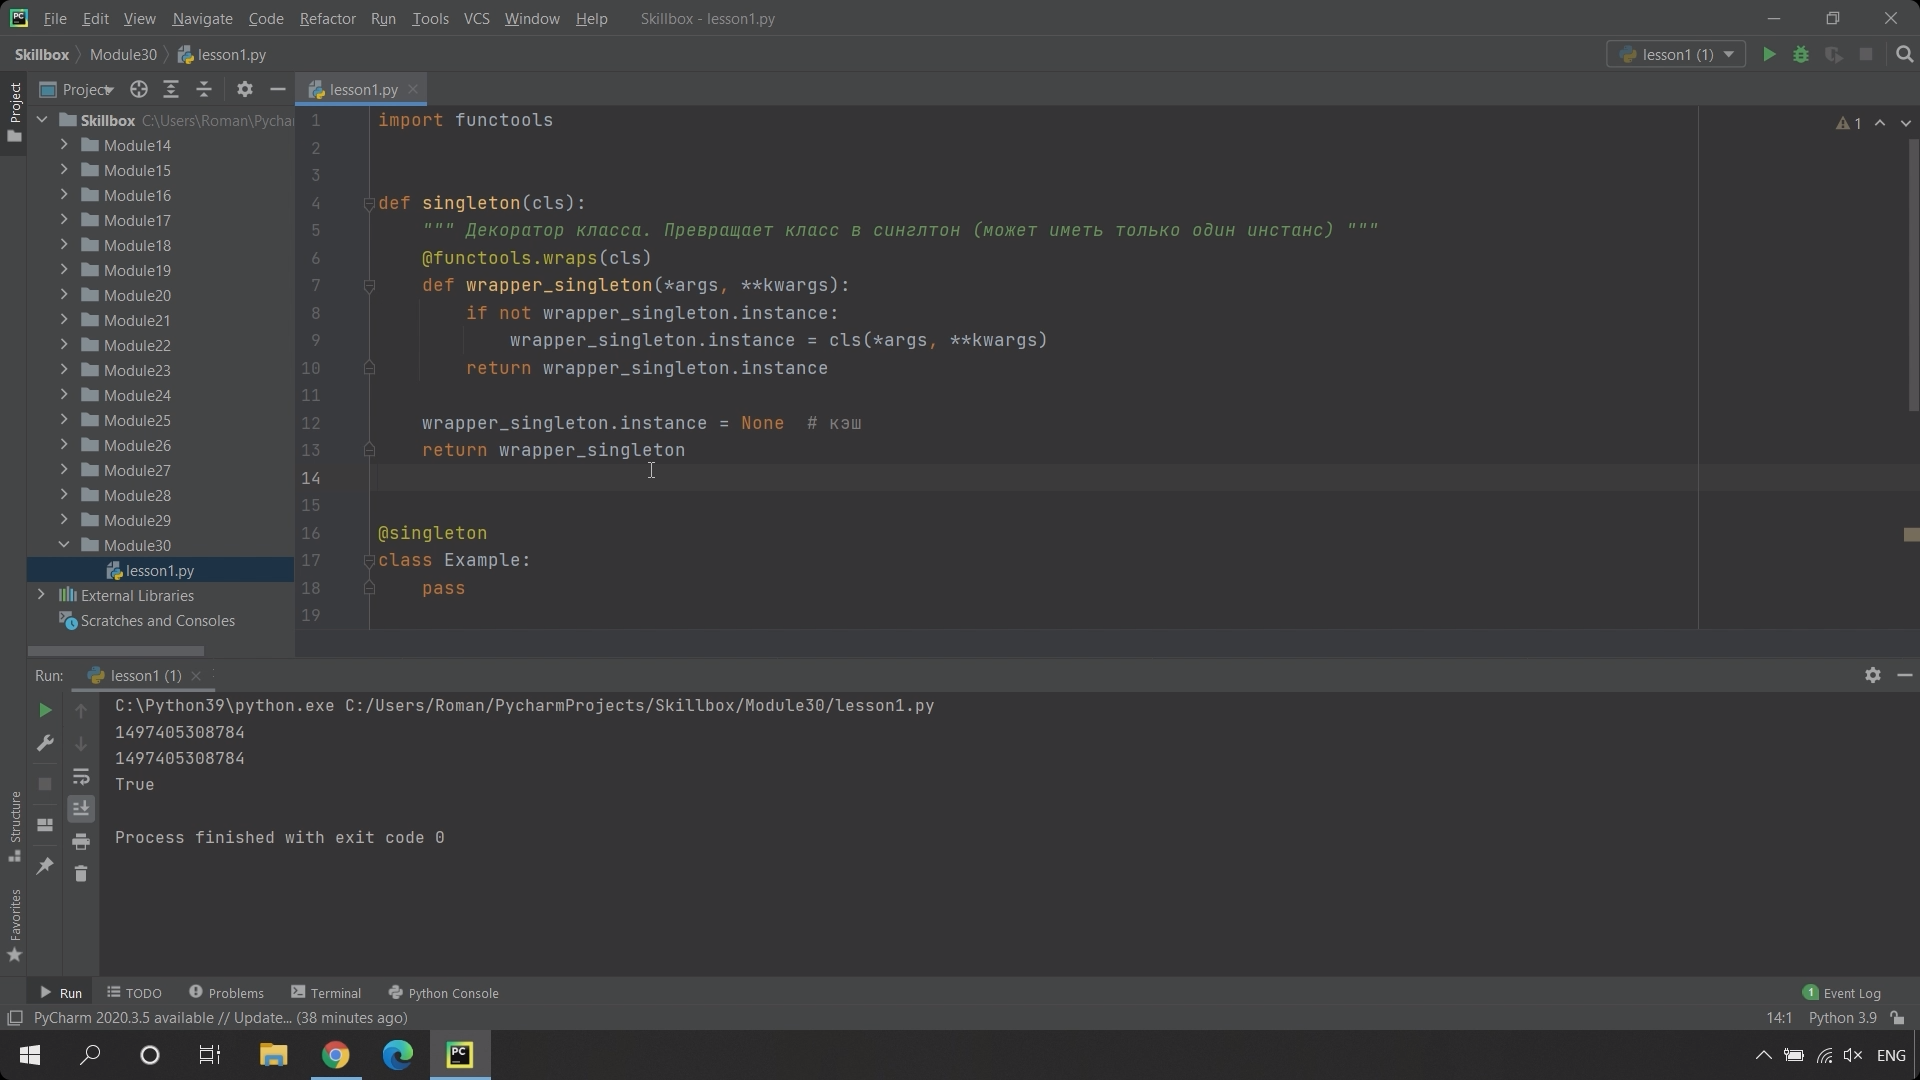 File Edit View Navigate Code Refactor Run Tools VCS Window Help Skillbox - lesson1.py
Skillbox Module30 lesson1.py lesson1 (1)
Project lesson1.py
Project
Skillbox C:\Users\Roman\Pychar
Module14
Module15
Module16
Module17
Module18
Module19
Module20
Module21
Module22
Module23
Module24
Module25
Module26
Module27
Module28
Module29
Module30
lesson1.py
External Libraries
Scratches and Consoles
1 import functools
2
3
4 def singleton(cls):
5 """ Декоратор класса. Превращает класс в синглтон (может иметь только один инстанс) """
6 @functools.wraps(cls)
7 def wrapper_singleton(*args, **kwargs):
8 if not wrapper_singleton.instance:
9 wrapper_singleton.instance = cls(*args, **kwargs)
10 return wrapper_singleton.instance
11
12 wrapper_singleton.instance = None # кэш
13 return wrapper_singleton
14
15
16 @singleton
17 class Example:
18 pass
19
1
Run: lesson1 (1)
C:\Python39\python.exe C:/Users/Roman/PycharmProjects/Skillbox/Module30/lesson1.py
1497405308784
1497405308784
True
Process finished with exit code 0
Structure
Favorites
Run TODO Problems Terminal Python Console 1 Event Log
PyCharm 2020.3.5 available // Update... (38 minutes ago) 14:1 Python 3.9
PC ENG